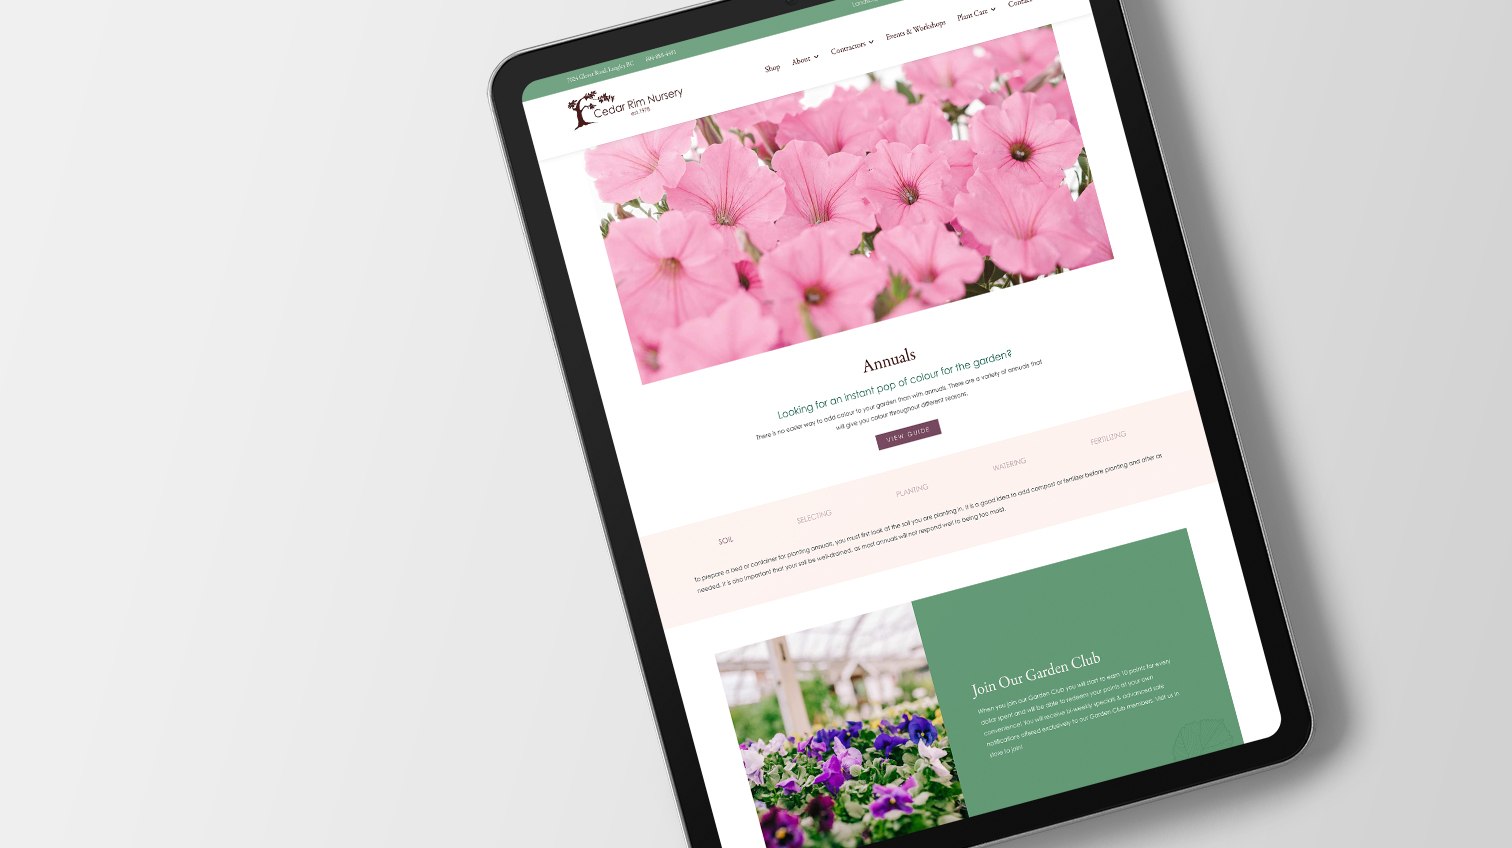 7024 Glover Road, Langley BC
Shop
About
Contractors
Events & Workshops
Plant Care
Contact
Cedar Rim Nursery
est. 1978
Annuals
Looking for an instant pop of colour for the garden?
There is no easier way to add colour to your garden than with annuals. There are a variety of annuals that
will give you colour throughout different seasons.
VIEW GUIDE
SOIL
SELECTING
PLANTING
WATERING
FERTILIZING
To prepare a bed or container for planting annuals, you must first look at the soil you are planting in. It is a good idea to add compost or fertilizer before planting and after as
needed. It is also important that your soil be well-drained, as most annuals will not respond well to being too moist.
Join Our Garden Club
When you join our Garden Club you will start to earn 10 points for every
dollar spent and will be able to redeem your points at your own
convenience! You will receive bi-weekly specials & advanced sale
notifications offered exclusively to our Garden Club members. Visit us in
store to join!